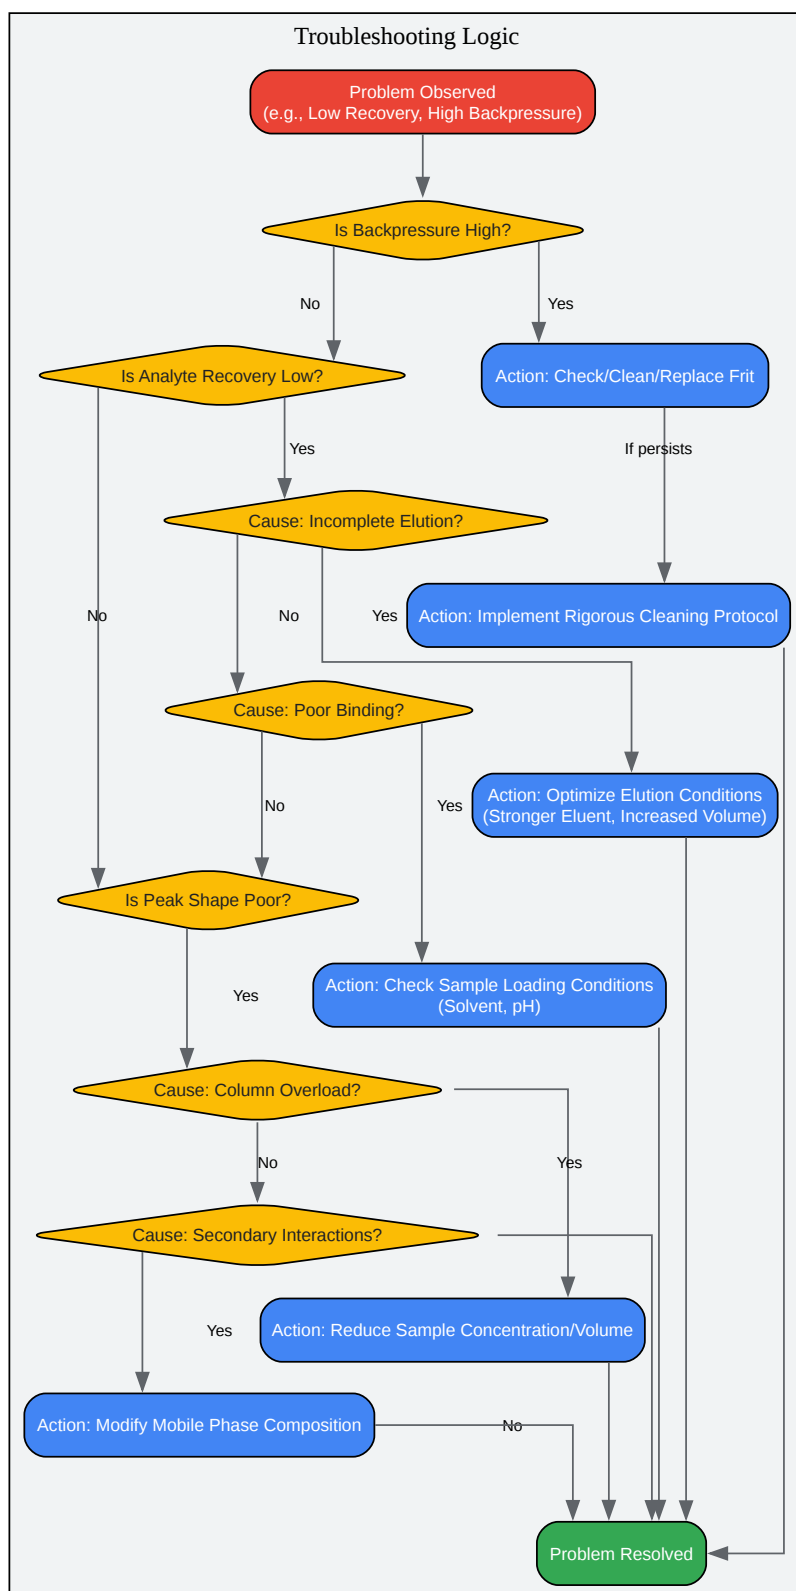 Troubleshooting Logic
Problem Observed
(e.g., Low Recovery, High Backpressure)
Is Backpressure High?
No
Yes
Is Analyte Recovery Low?
Action: Check/Clean/Replace Frit
Yes
If persists
Cause: Incomplete Elution?
No
No
Yes
Action: Implement Rigorous Cleaning Protocol
Cause: Poor Binding?
Action: Optimize Elution Conditions
(Stronger Eluent, Increased Volume)
No
Yes
Is Peak Shape Poor?
Action: Check Sample Loading Conditions
(Solvent, pH)
Yes
Cause: Column Overload?
No
Yes
Cause: Secondary Interactions?
Yes
Action: Reduce Sample Concentration/Volume
Action: Modify Mobile Phase Composition
No
Problem Resolved